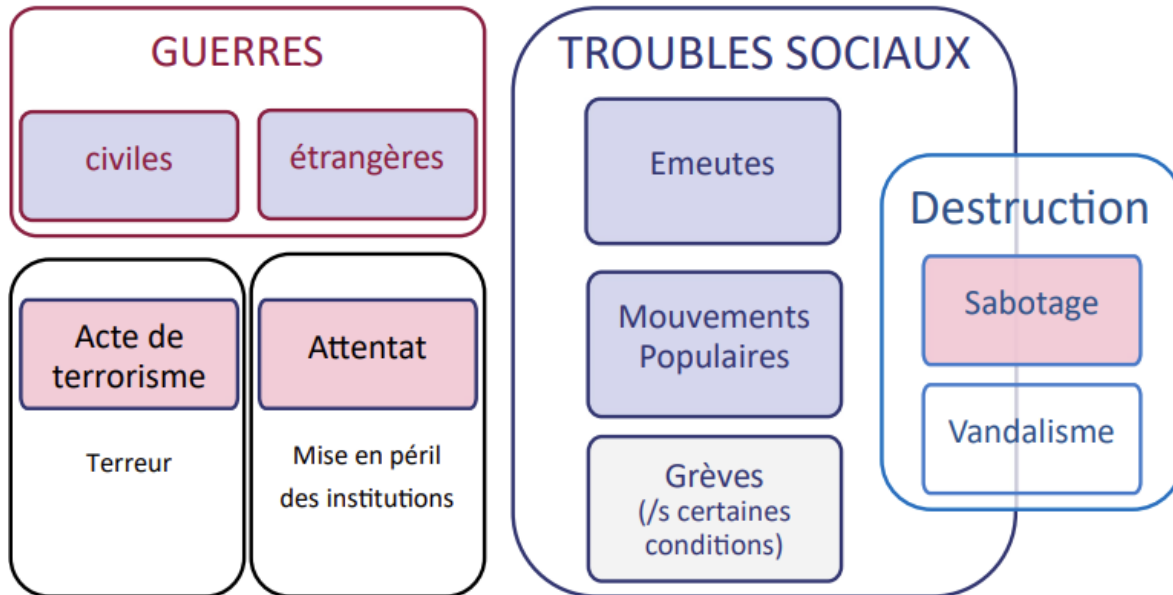 GUERRES
civiles
étrangères
Acte de
terrorisme
Terreur
Attentat
Mise en péril
des institutions
TROUBLES SOCIAUX
Emeutes
Mouvements
Populaires
Grèves
(/s certaines
conditions)
Destruction
Sabotage
Vandalisme